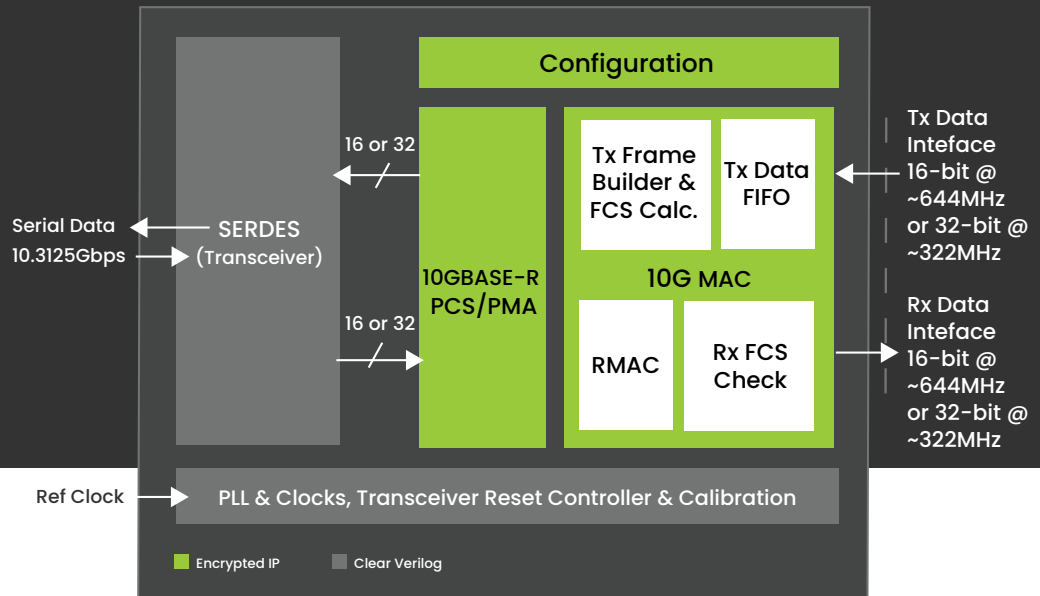 Configuration
16 or 32
Tx Frame
Builder &
FCS Calc.
Tx Data
FIFO
Tx Data
Inteface
16-bit @
~644MHz
or 32-bit @
~322MHz
Serial Data
10.3125Gbps
SERDES
(Transceiver)
10GBASE-R
PCS/PMA
10G MAC
16 or 32
RMAC
Rx FCS
Check
Rx Data
Inteface
16-bit @
~644MHz
or 32-bit @
~322MHz
Ref Clock
PLL & Clocks, Transceiver Reset Controller & Calibration
Encrypted IP
Clear Verilog